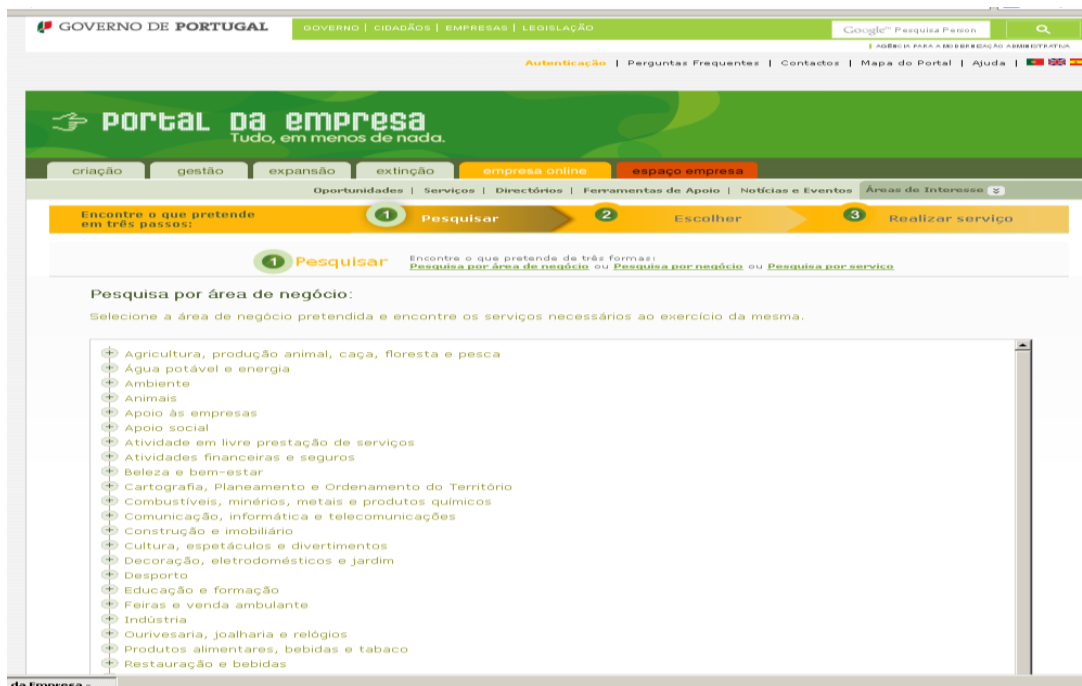 GOVERNO DE PORTUGAL
GOVERNO | CIDADÃOS | EMPRESAS | LEGISLAÇÃO
Google™ Pesquisa Person
AGÊNCIA PARA A MODERNIZAÇÃO ADMINISTRATIVA
Autenticação | Perguntas Frequentes | Contactos | Mapa do Portal | Ajuda |
PORTAL DA EMPRESA
Tudo, em menos de nada.
criação gestão expansão extinção empresa online espaço empresa
Oportunidades | Serviços | Directórios | Ferramentas de Apoio | Notícias e Eventos Áreas de Interesse
Encontre o que pretende em três passos:
1 Pesquisar 2 Escolher 3 Realizar serviço
1 Pesquisar
Encontre o que pretende de três formas:
Pesquisa por área de negócio ou Pesquisa por negócio ou Pesquisa por serviço
Pesquisa por área de negócio:
Selecione a área de negócio pretendida e encontre os serviços necessários ao exercício da mesma.
Agricultura, produção animal, caça, floresta e pesca
Água potável e energia
Ambiente
Animais
Apoio às empresas
Apoio social
Atividade em livre prestação de serviços
Atividades financeiras e seguros
Beleza e bem-estar
Cartografia, Planeamento e Ordenamento do Território
Combustíveis, minérios, metais e produtos químicos
Comunicação, informática e telecomunicações
Construção e imobiliário
Cultura, espetáculos e divertimentos
Decoração, eletrodomésticos e jardim
Desporto
Educação e formação
Feiras e venda ambulante
Indústria
Ourivesaria, joalharia e relógios
Produtos alimentares, bebidas e tabaco
Restauração e bebidas
da Empresa -